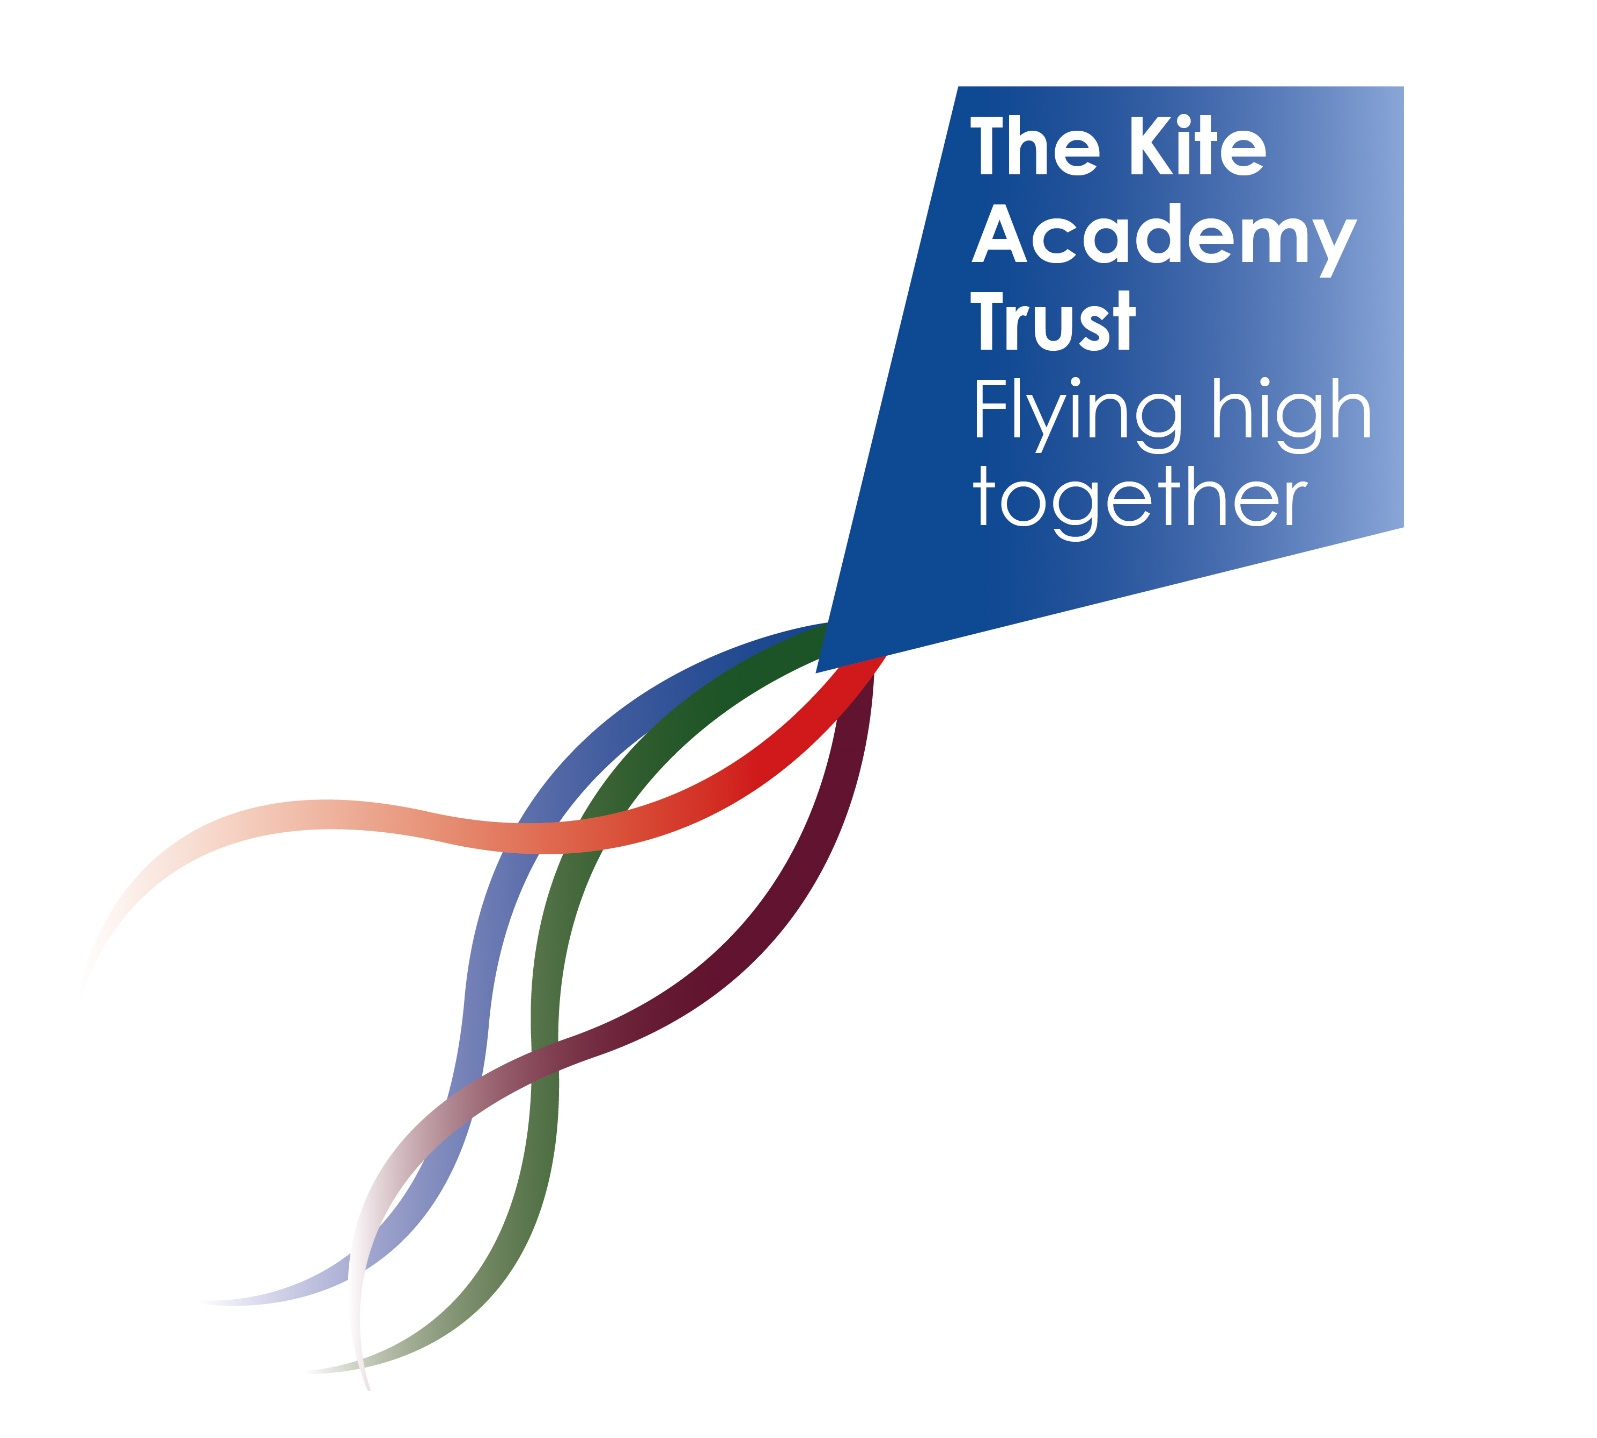 The Kite
Academy
Trust
Flying high
together